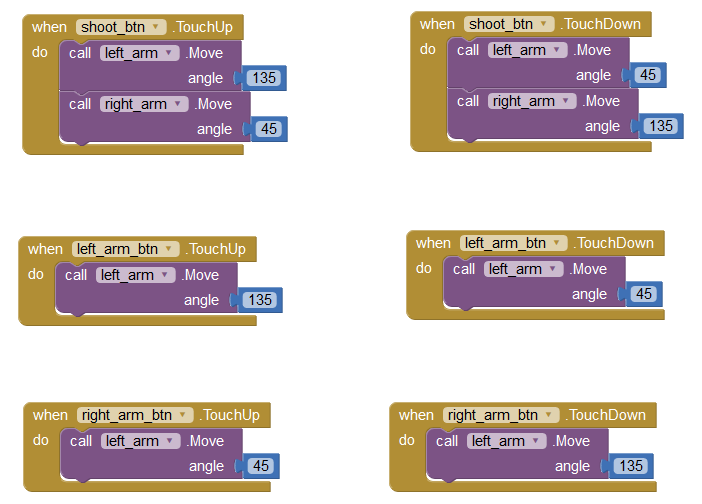 when shoot_btn .TouchUp
do call left_arm .Move
angle 135
call right_arm .Move
angle 45
when shoot_btn .TouchDown
do call left_arm .Move
angle 45
call right_arm .Move
angle 135
when left_arm_btn .TouchUp
do call left_arm .Move
angle 135
when left_arm_btn .TouchDown
do call left_arm .Move
angle 45
when right_arm_btn .TouchUp
do call left_arm .Move
angle 45
when right_arm_btn .TouchDown
do call left_arm .Move
angle 135